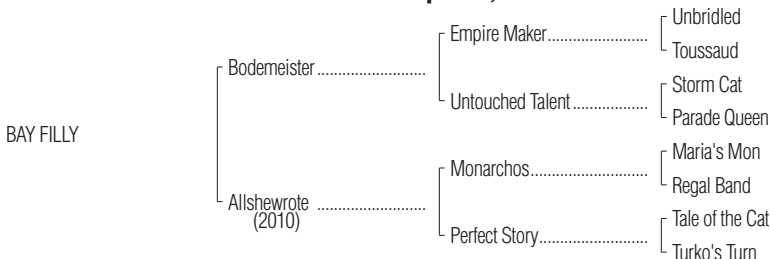 Unbridled
Empire Maker........................
Toussaud
Bodemeister..........................
Storm Cat
Untouched Talent..................
Parade Queen
BAY FILLY
Maria's Mon
Monarchos............................
Regal Band
Allshewrote ..........................
(2010)
Tale of the Cat
Perfect Story..........................
Turko's Turn